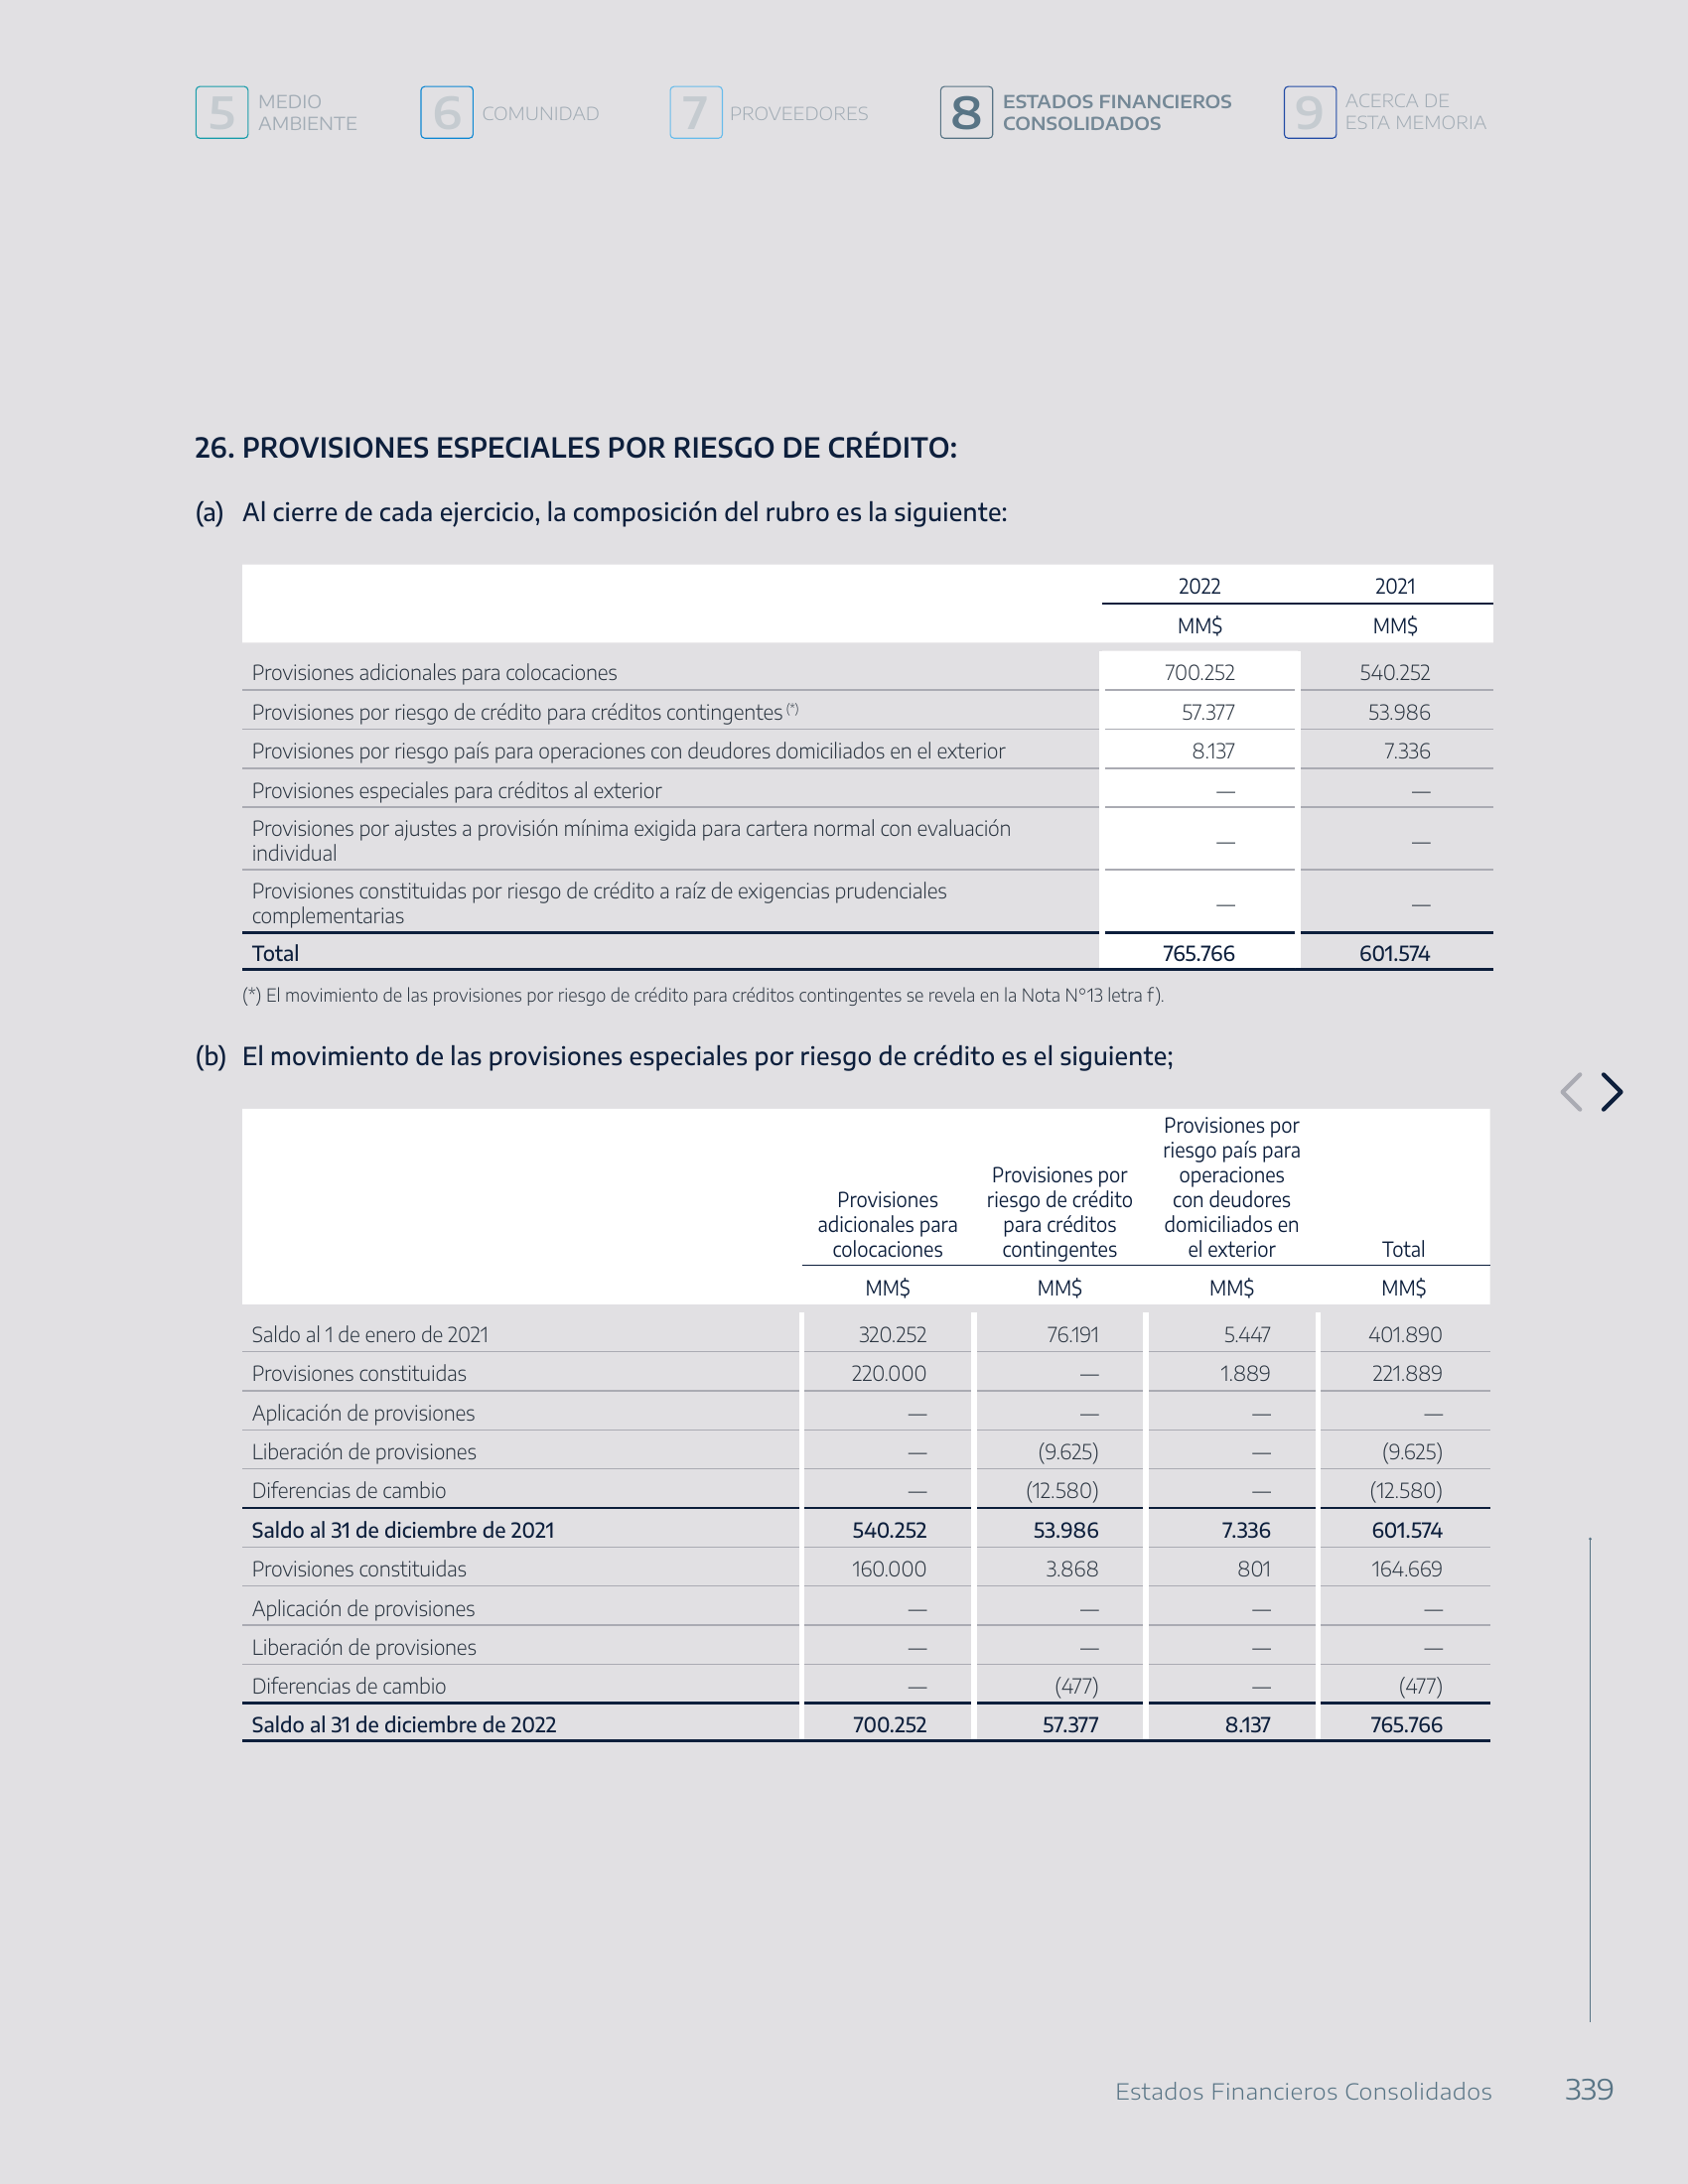 5 MEDIO AMBIENTE
6 COMUNIDAD
7 PROVEEDORES
8 ESTADOS FINANCIEROS CONSOLIDADOS
9 ACERCA DE ESTA MEMORIA
26. PROVISIONES ESPECIALES POR RIESGO DE CRÉDITO:
(a) Al cierre de cada ejercicio, la composición del rubro es la siguiente:
2022 2021
MM$ MM$
Provisiones adicionales para colocaciones 700.252 540.252
Provisiones por riesgo de crédito para créditos contingentes (*) 57.377 53.986
Provisiones por riesgo país para operaciones con deudores domiciliados en el exterior 8.137 7.336
Provisiones especiales para créditos al exterior — —
Provisiones por ajustes a provisión mínima exigida para cartera normal con evaluación
individual — —
Provisiones constituidas por riesgo de crédito a raíz de exigencias prudenciales
complementarias — —
Total 765.766 601.574
(*) El movimiento de las provisiones por riesgo de crédito para créditos contingentes se revela en la Nota N°13 letra f).
(b) El movimiento de las provisiones especiales por riesgo de crédito es el siguiente;
Provisiones
adicionales para
colocaciones
Provisiones por
riesgo de crédito
para créditos
contingentes
Provisiones por
riesgo país para
operaciones
con deudores
domiciliados en
el exterior
Total
MM$ MM$ MM$ MM$
Saldo al 1 de enero de 2021 320.252 76.191 5.447 401.890
Provisiones constituidas 220.000 — 1.889 221.889
Aplicación de provisiones — — — —
Liberación de provisiones — (9.625) — (9.625)
Diferencias de cambio — (12.580) — (12.580)
Saldo al 31 de diciembre de 2021 540.252 53.986 7.336 601.574
Provisiones constituidas 160.000 3.868 801 164.669
Aplicación de provisiones — — — —
Liberación de provisiones — — — —
Diferencias de cambio — (477) — (477)
Saldo al 31 de diciembre de 2022 700.252 57.377 8.137 765.766
Estados Financieros Consolidados 339